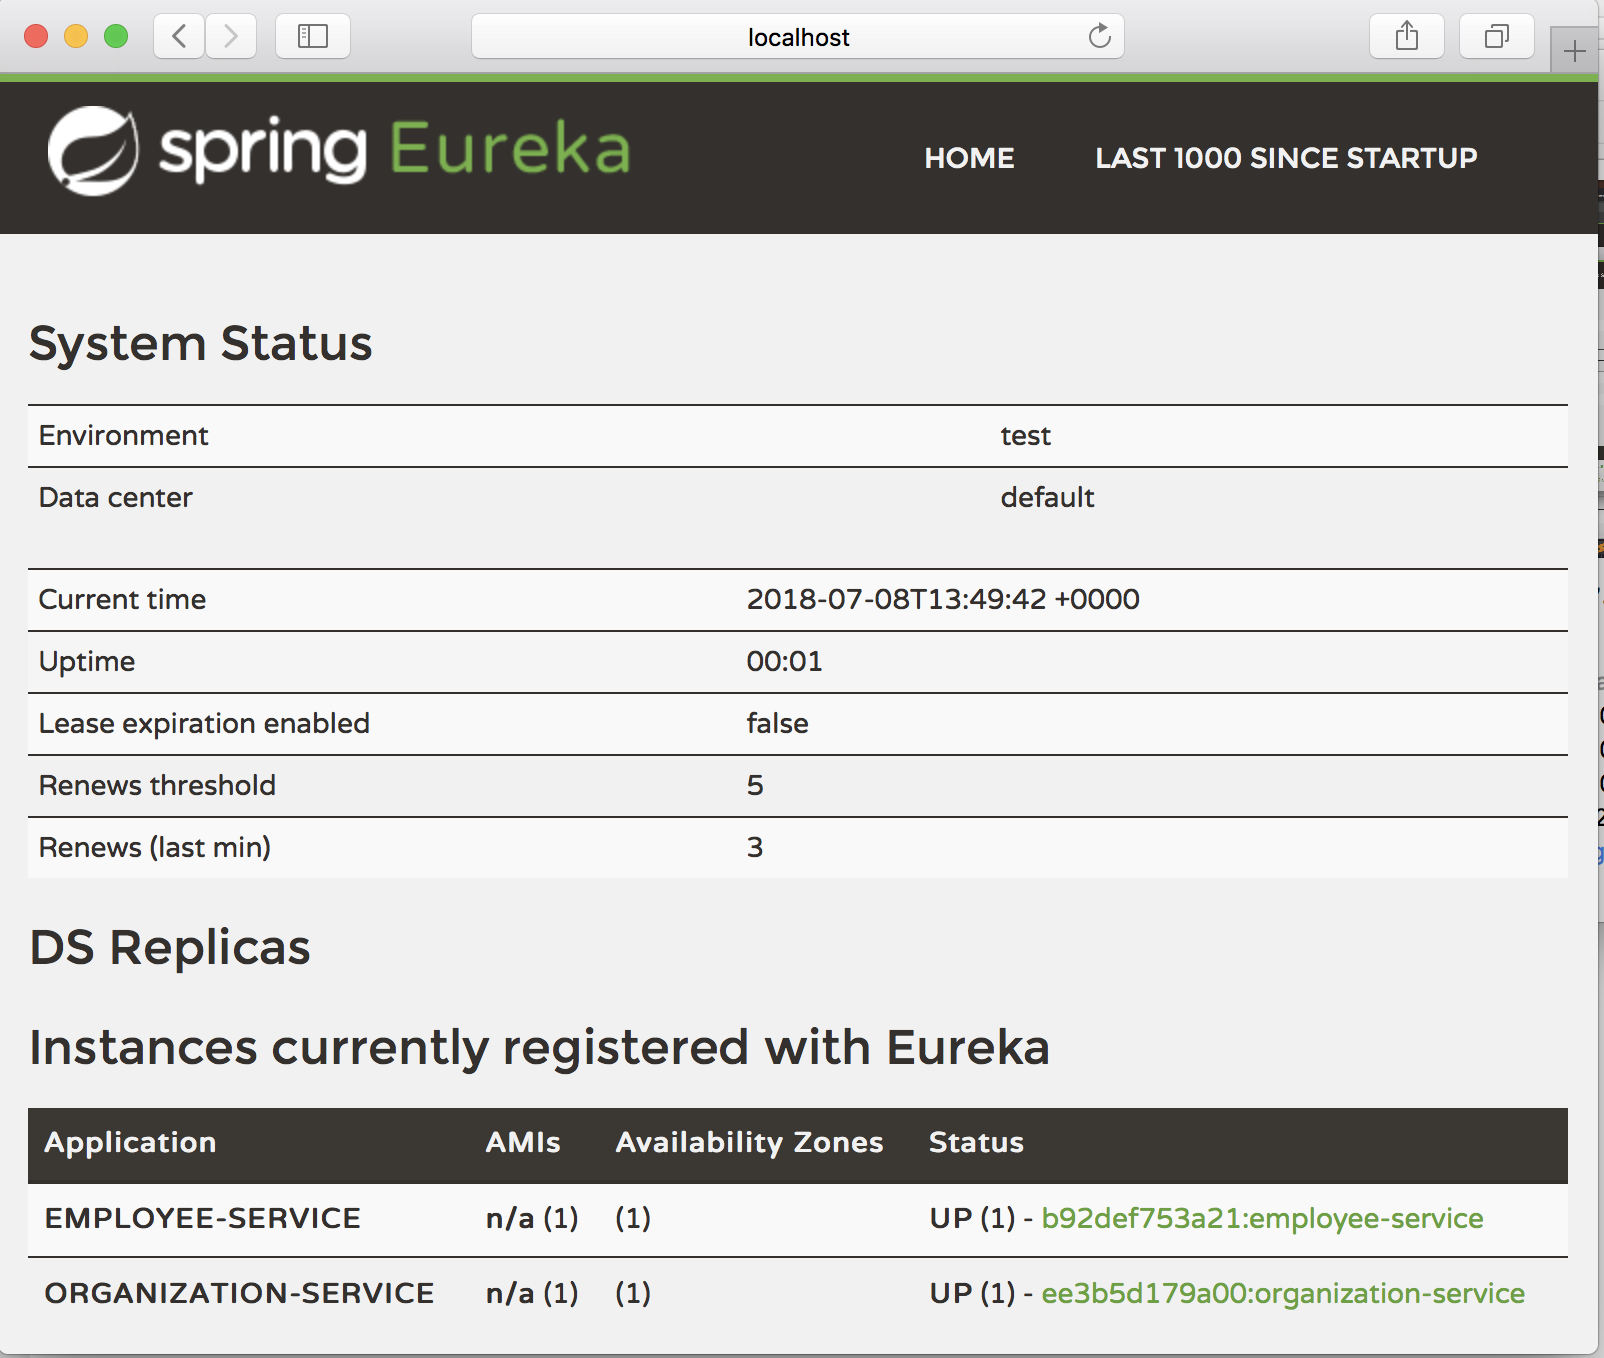 localhost
spring Eureka
HOME LAST 1000 SINCE STARTUP
System Status
Environment test
Data center default
Current time 2018-07-08T13:49:42 +0000
Uptime 00:01
Lease expiration enabled false
Renews threshold 5
Renews (last min) 3
DS Replicas
Instances currently registered with Eureka
Application AMIs Availability Zones Status
EMPLOYEE-SERVICE n/a (1) (1) UP (1) - b92def753a21:employee-service
ORGANIZATION-SERVICE n/a (1) (1) UP (1) - ee3b5d179a00:organization-service